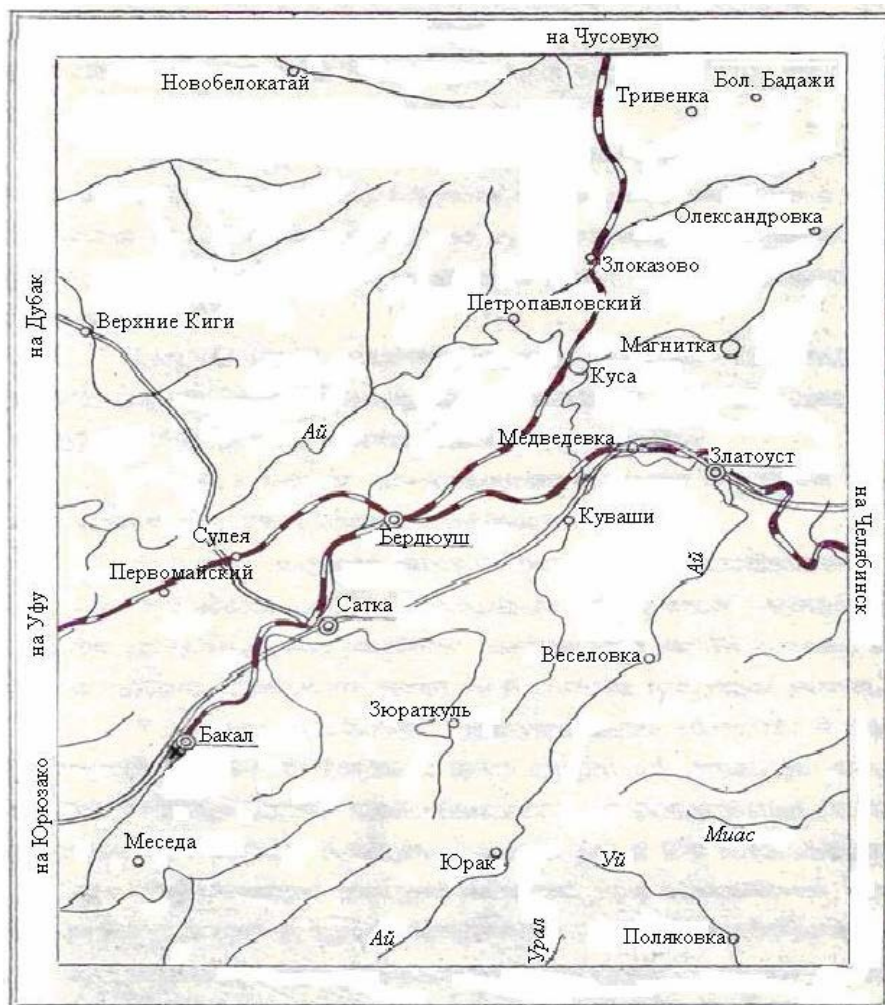 на Чусовую
Новобелокатай
Бол. Бадажи
Тривенка
Олександровка
Злоказово
Петропавловский
на Дубак
Верхние Киги
Магнитка
Куса
Ай
Медведевка
Златоуст
на Челябинск
Сулея
Бердюуш
Куваши
Ай
Первомайский
на Уфу
Сатка
Веселовка
Зюраткуль
Бакал
на Юрюзако
Миас
Меседа
Юрак
Уй
Ай
Урал
Поляковка